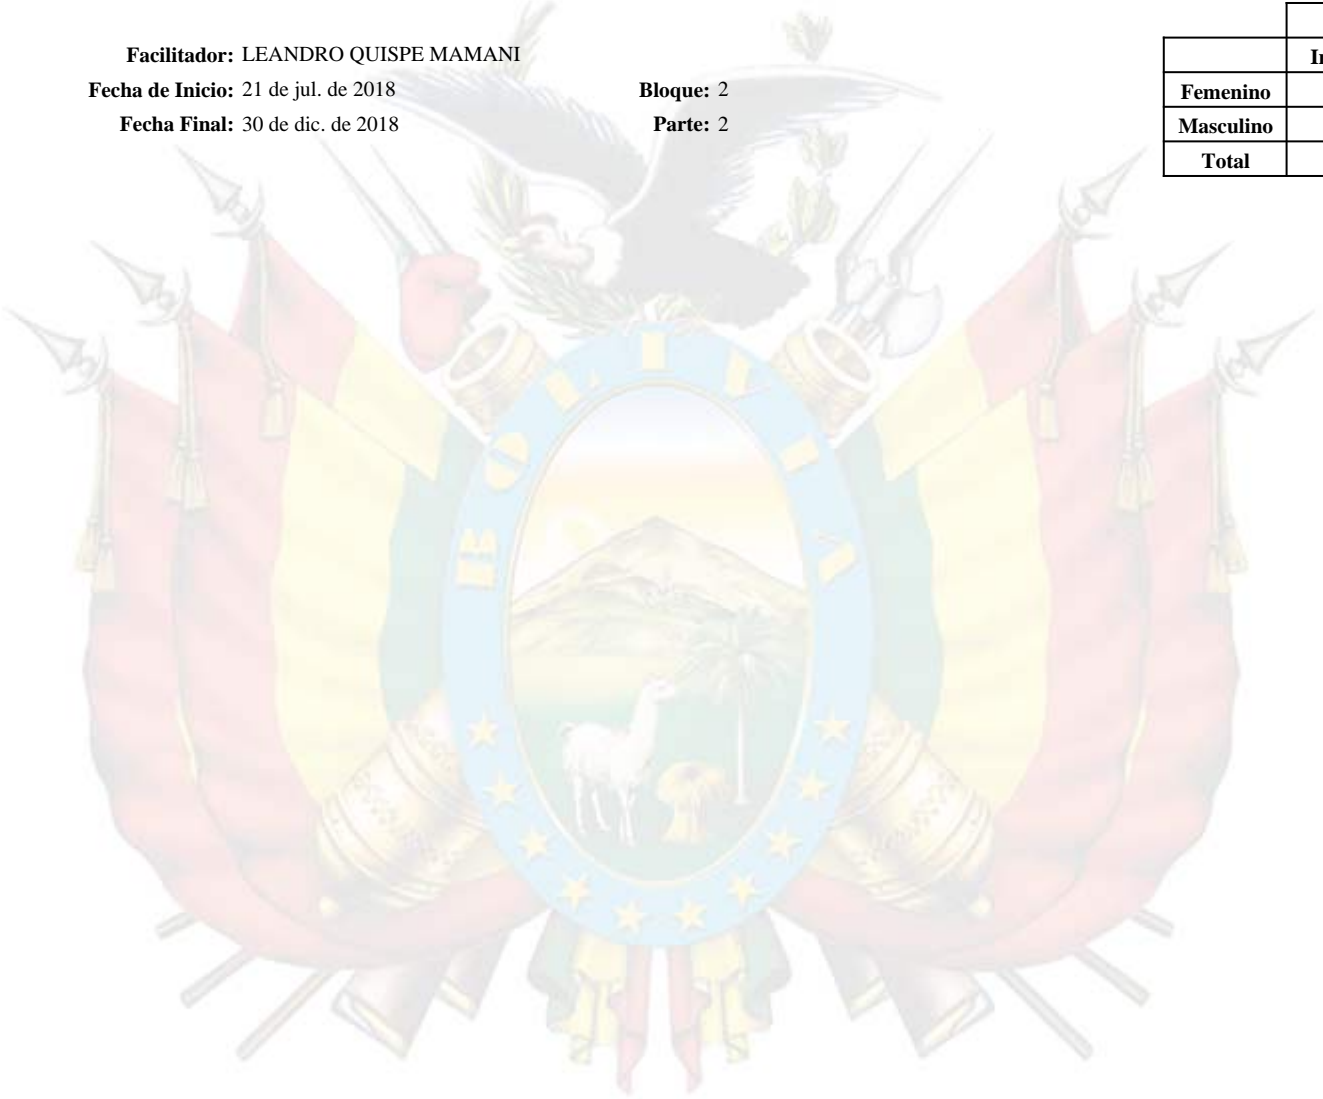 Facilitador: LEANDRO QUISPE MAMANI
Fecha de Inicio: 21 de jul. de 2018 Bloque: 2
Fecha Final: 30 de dic. de 2018 Parte: 2
Femenino
Masculino
Total
BOLIVIA